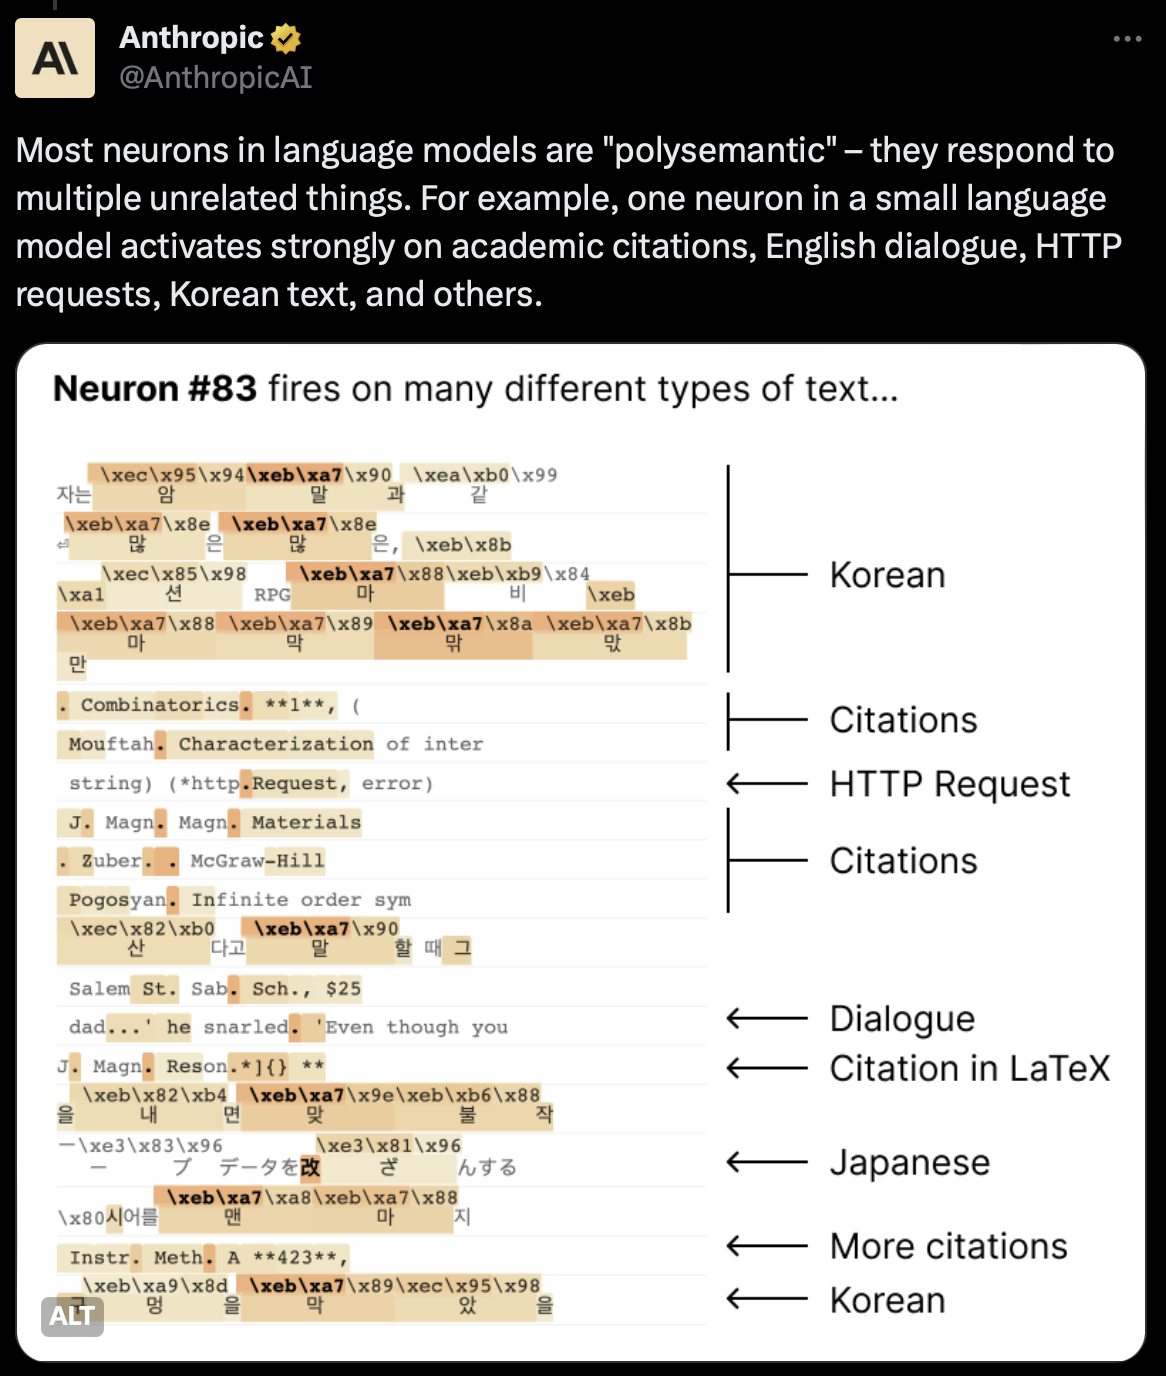 Anthropic
@AnthropicAI
Most neurons in language models are "polysemantic" – they respond to
multiple unrelated things. For example, one neuron in a small language
model activates strongly on academic citations, English dialogue, HTTP
requests, Korean text, and others.
Neuron #83 fires on many different types of text...
\xec\x95\x94\xeb\xa7\x90 \xea\xb0\x99
자는 암 말 과 같
\xeb\xa7\x8e \xeb\xa7\x8e
⏎ 많 은 많 은, \xeb\x8b
\xec\x85\x98 \xeb\xa7\x88\xeb\xb9\x84
\xa1 션 RPG 마 비 \xeb
Korean
\xeb\xa7\x88 \xeb\xa7\x89 \xeb\xa7\x8a \xeb\xa7\x8b
마 막 맊 맋
만
. Combinatorics. **1**, (
Citations
Mouftah. Characterization of inter
string) (*http.Request, error)
HTTP Request
J. Magn. Magn. Materials
. Zuber. . McGraw-Hill
Citations
Pogosyan. Infinite order sym
\xec\x82\xb0 \xeb\xa7\x90
산 다고 말 할 때 그
Salem St. Sab. Sch., $25
dad...' he snarled. 'Even though you
Dialogue
J. Magn. Reson.*]{} **
Citation in LaTeX
\xeb\x82\xb4 \xeb\xa7\x9e\xeb\xb6\x88
을 내 면 맞 불 작
ー\xe3\x83\x96 \xe3\x81\x96
ー ブ データを改 ざ んする
Japanese
\xeb\xa7\xa8\xeb\xa7\x88
\x80시어를 맨 마 지
Instr. Meth. A **423**,
More citations
\xeb\xa9\x8d \xeb\xa7\x89\xec\x95\x98
구 멍 을 막 았 을
Korean
ALT